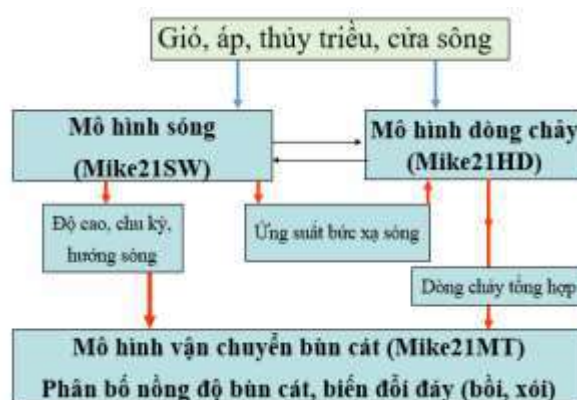 Gió, áp, thủy triều, cửa sông
Mô hình sóng
(Mike21SW)
Mô hình dòng chảy
(Mike21HD)
Độ cao, chu kỳ,
hướng sóng
Ứng suất bức xạ sóng
Dòng chảy tổng hợp
Mô hình vận chuyển bùn cát (Mike21MT)
Phân bố nồng độ bùn cát, biến đổi đáy (bồi, xói)